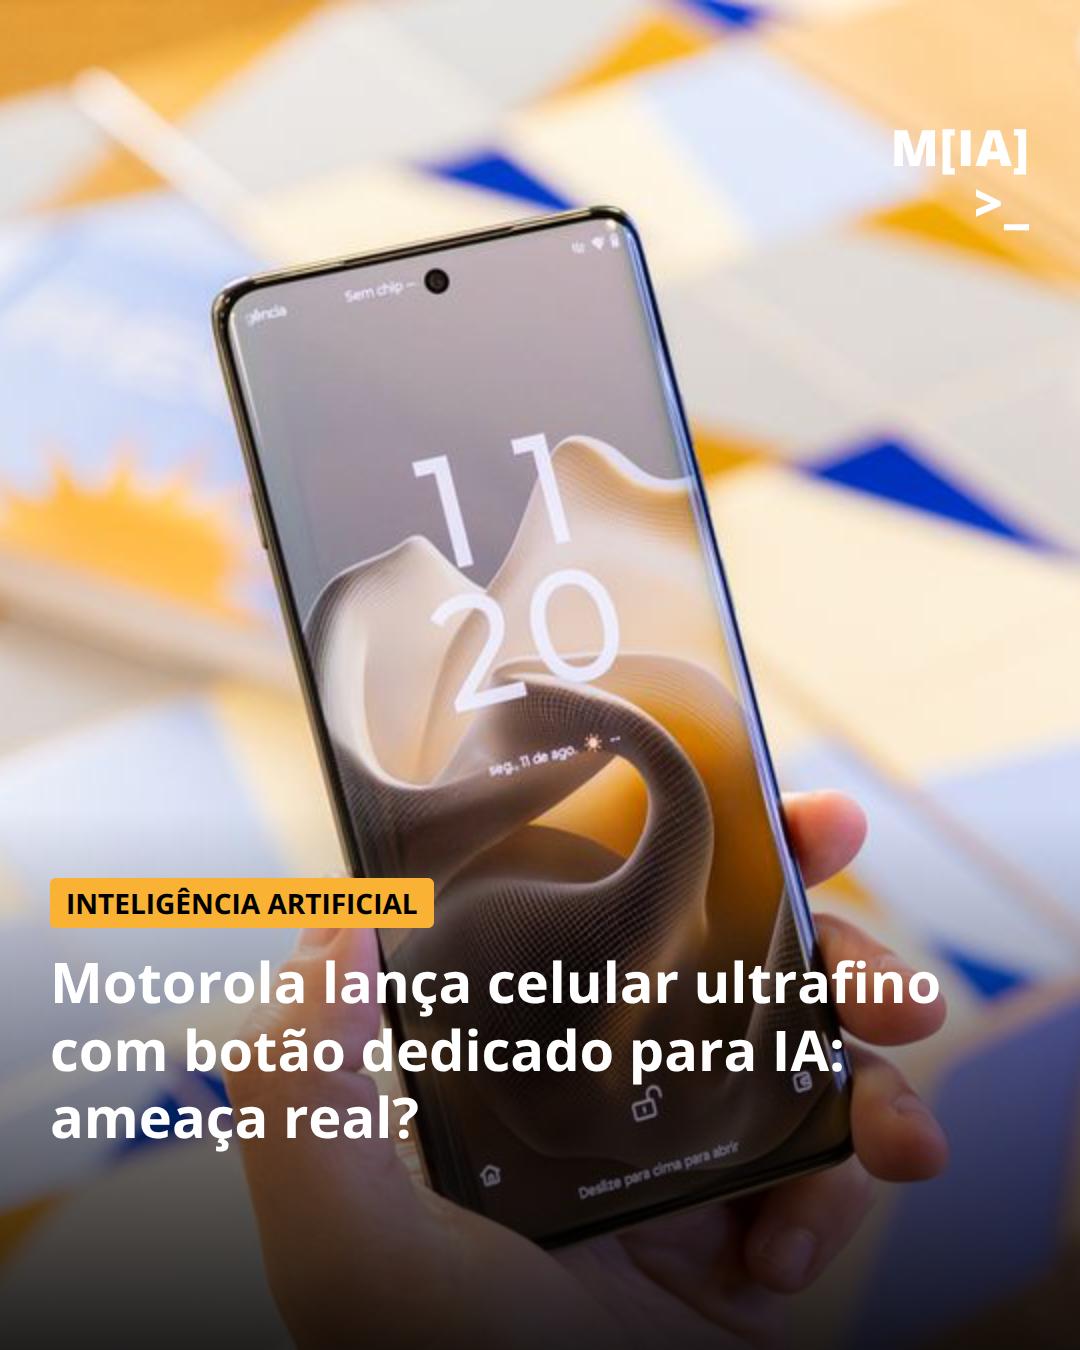 M[IA]
>_
Sem chip –
gência
11
20
seg., 11 de ago. --
INTELIGÊNCIA ARTIFICIAL
Motorola lança celular ultrafino
com botão dedicado para IA:
ameaça real?
Deslize para cima para abrir